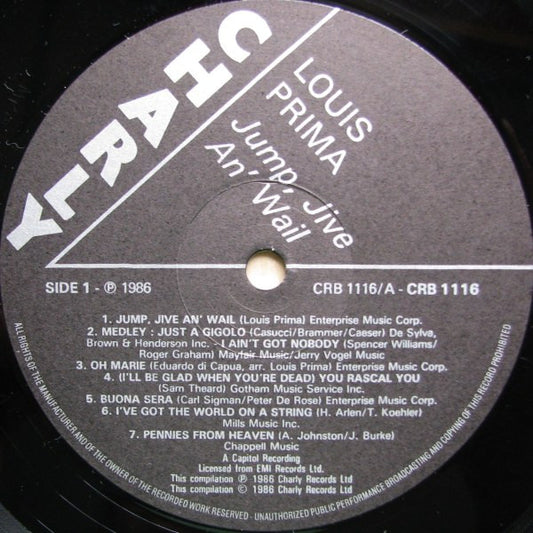 CHARLY
LOUIS
PRIMA
Jump, Jive
An' Wail
SIDE 1 - Ⓟ 1986
CRB 1116/A - CRB 1116
1. JUMP, JIVE AN' WAIL (Louis Prima) Enterprise Music Corp.
2. MEDLEY : JUST A GIGOLO (Casucci/Brammer/Caeser) De Sylva,
Brown & Henderson Inc. - I AIN'T GOT NOBODY (Spencer Williams/
Roger Graham) Mayfair Music/Jerry Vogel Music
3. OH MARIE (Eduardo di Capua, arr. Louis Prima) Enterprise Music Corp.
4. (I'LL BE GLAD WHEN YOU'RE DEAD) YOU RASCAL YOU
(Sam Theard) Gotham Music Service Inc.
5. BUONA SERA (Carl Sigman/Peter De Rose) Enterprise Music Corp.
6. I'VE GOT THE WORLD ON A STRING (H. Arlen/T. Koehler)
Mills Music Inc.
7. PENNIES FROM HEAVEN (A. Johnston/J. Burke)
Chappell Music
A Capitol Recording
Licensed from EMI Records Ltd.
This compilation Ⓟ 1986 Charly Records Ltd.
This compilation © 1986 Charly Records Ltd.
ALL RIGHTS OF THE MANUFACTURER AND OF THE OWNER OF THE RECORDED WORK RESERVED - UNAUTHORIZED PUBLIC PERFORMANCE BROADCASTING AND COPYING OF THIS RECORD PROHIBITED